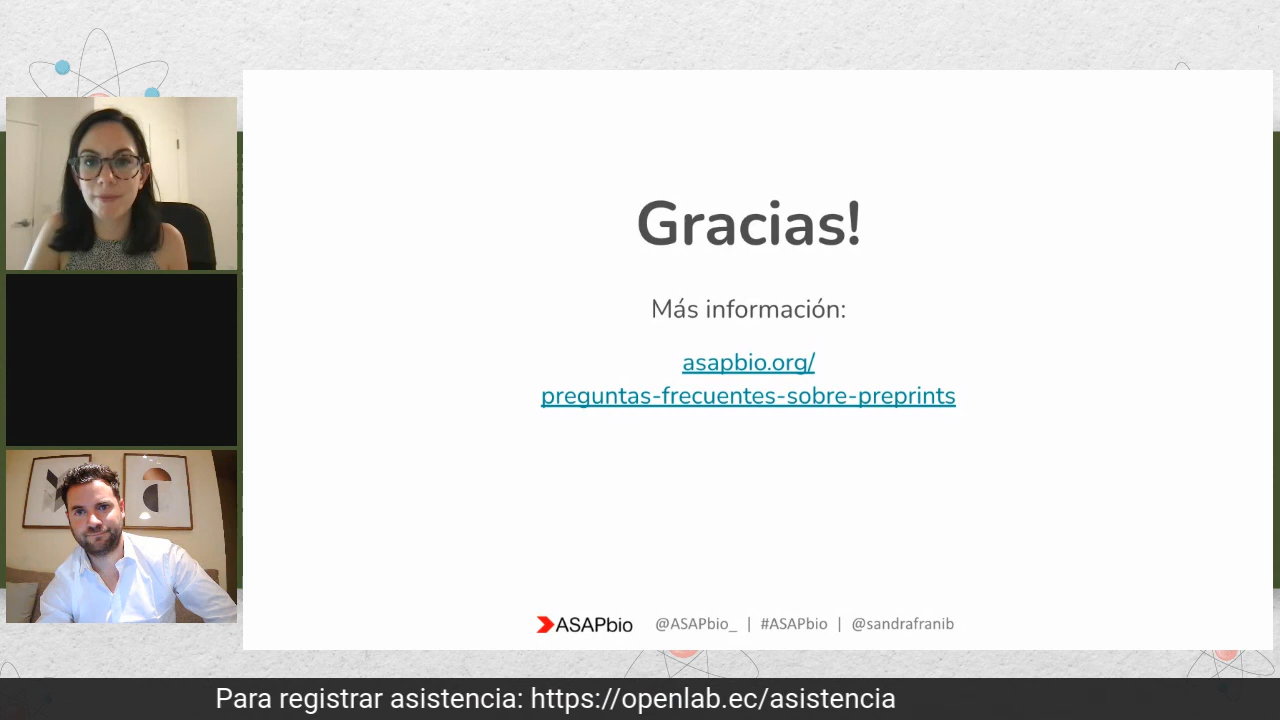 Gracias!
Más información:
asapbio.org/
preguntas-frecuentes-sobre-preprints
ASAPbio @ASAPbio_ | #ASAPbio | @sandrafranib
Para registrar asistencia: https://openlab.ec/asistencia